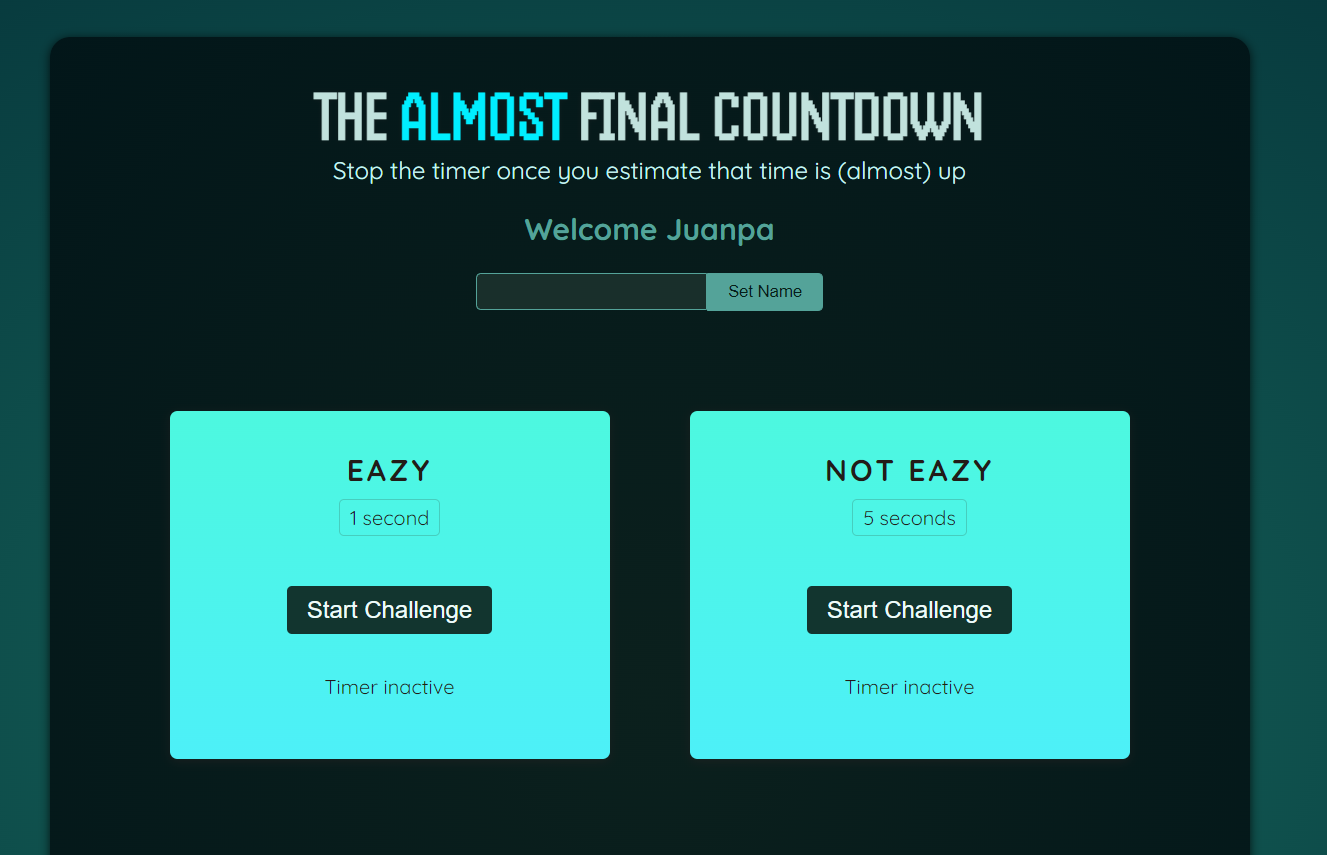 THE ALMOST FINAL COUNTDOWN
Stop the timer once you estimate that time is (almost) up
Welcome Juanpa
Set Name
EAZY
1 second
Start Challenge
Timer inactive
NOT EAZY
5 seconds
Start Challenge
Timer inactive